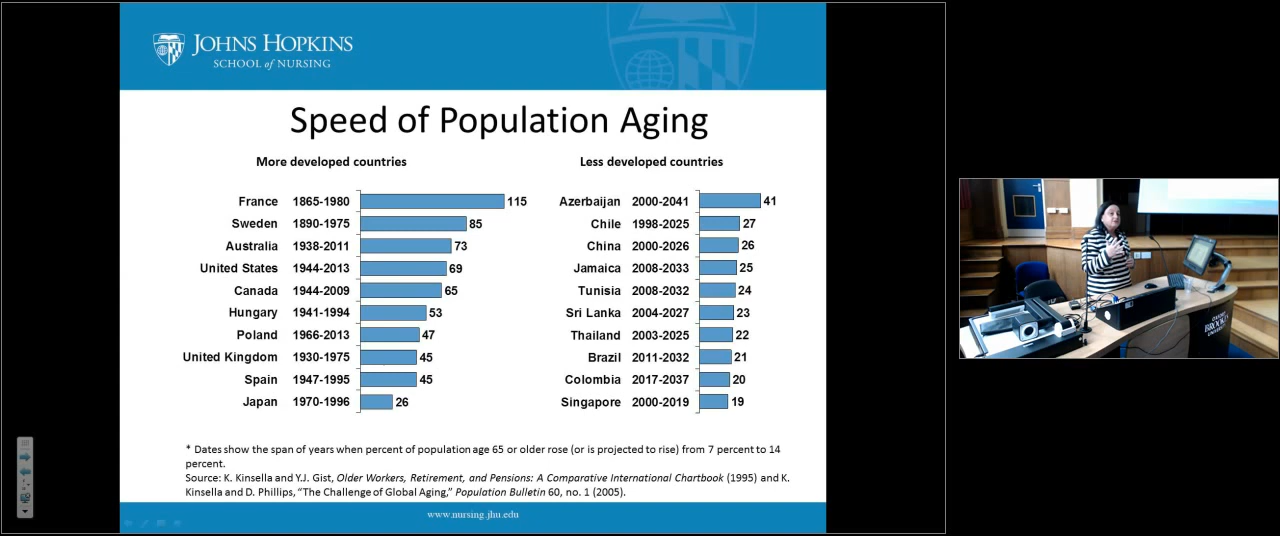 JOHNS HOPKINS
SCHOOL of NURSING
Speed of Population Aging
More developed countries
France 1865-1980 115
Sweden 1890-1975 85
Australia 1938-2011 73
United States 1944-2013 69
Canada 1944-2009 65
Hungary 1941-1994 53
Poland 1966-2013 47
United Kingdom 1930-1975 45
Spain 1947-1995 45
Japan 1970-1996 26
Less developed countries
Azerbaijan 2000-2041 41
Chile 1998-2025 27
China 2000-2026 26
Jamaica 2008-2033 25
Tunisia 2008-2032 24
Sri Lanka 2004-2027 23
Thailand 2003-2025 22
Brazil 2011-2032 21
Colombia 2017-2037 20
Singapore 2000-2019 19
* Dates show the span of years when percent of population age 65 or older rose (or is projected to rise) from 7 percent to 14
percent.
Source: K. Kinsella and Y.J. Gist, Older Workers, Retirement, and Pensions: A Comparative International Chartbook (1995) and K.
Kinsella and D. Phillips, “The Challenge of Global Aging,” Population Bulletin 60, no. 1 (2005).
www.nursing.jhu.edu
OXFORD
BROOKES
UNIVERSITY